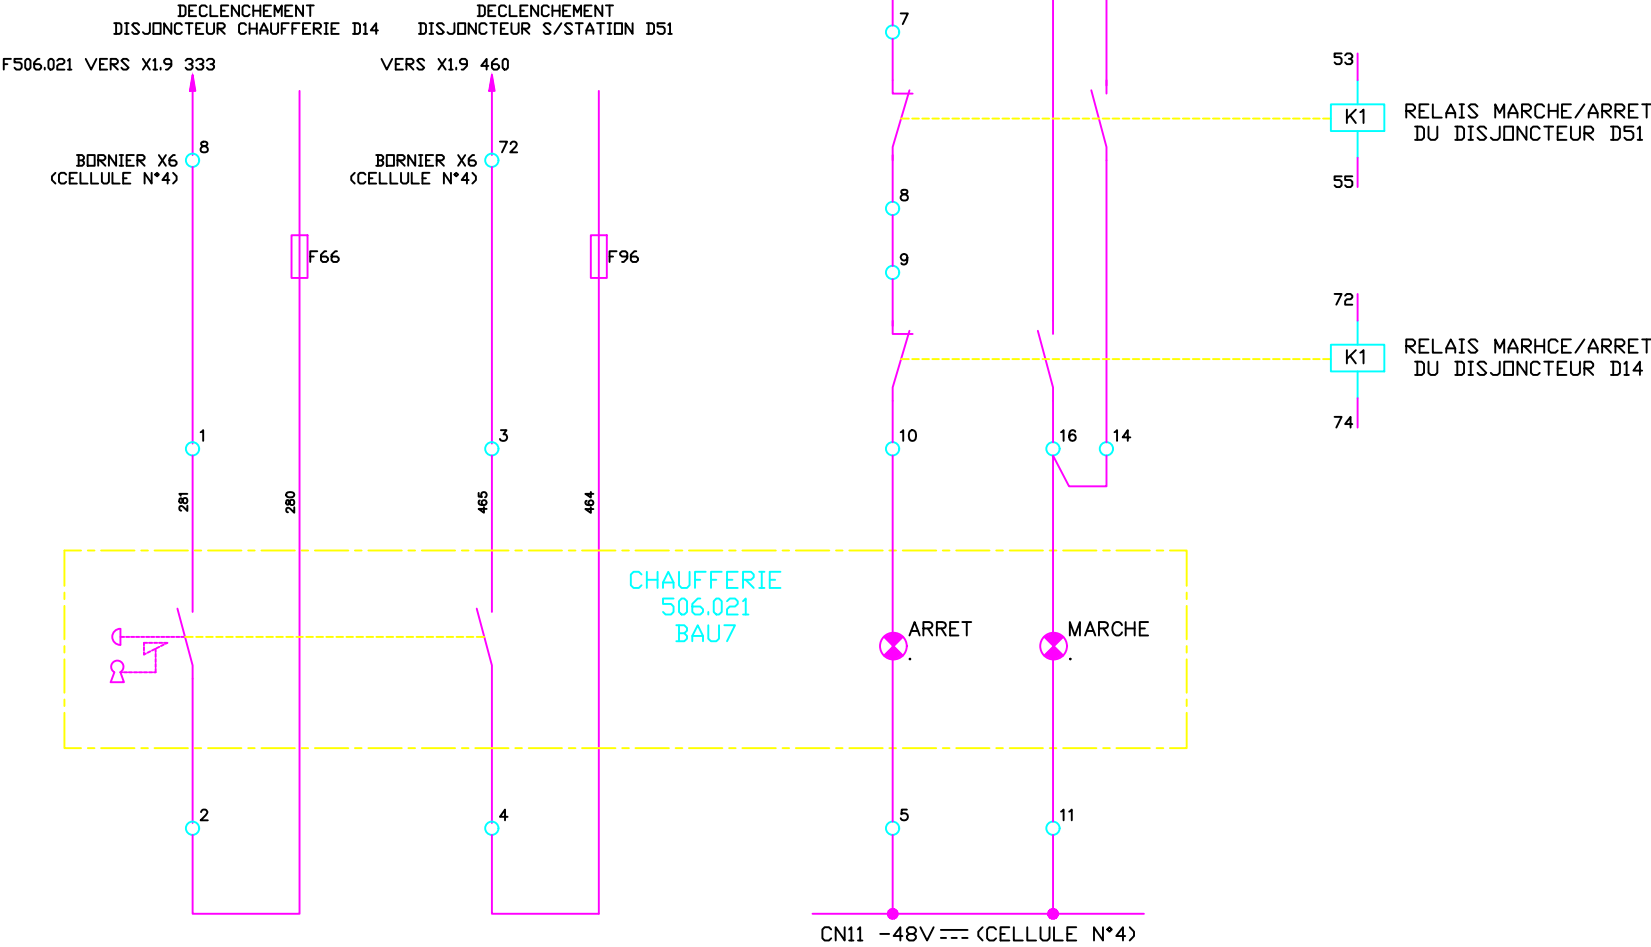 DECLENCHEMENT
DISJONCTEUR CHAUFFERIE D14
DECLENCHEMENT
DISJONCTEUR S/STATION D51
F506.021 VERS X1.9 333
VERS X1.9 460
8
BORNIER X6
(CELLULE N°4)
72
BORNIER X6
(CELLULE N°4)
F66
F96
1
3
281
280
465
464
7
8
9
10
16
14
53
K1
55
RELAIS MARCHE/ARRET
DU DISJONCTEUR D51
72
K1
74
RELAIS MARHCE/ARRET
DU DISJONCTEUR D14
CHAUFFERIE
506.021
BAU7
ARRET
.
MARCHE
.
2
4
5
11
CN11 -48V (CELLULE N°4)